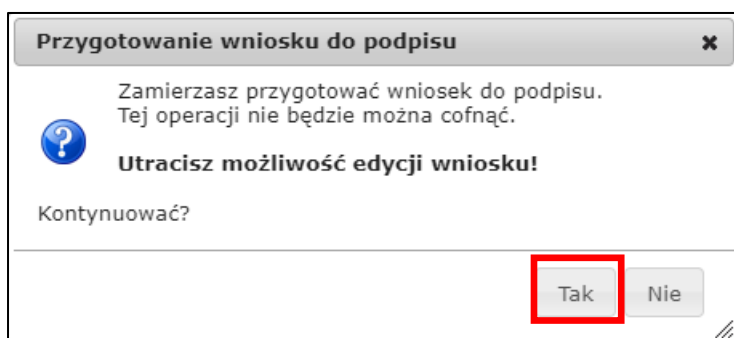 Przygotowanie wniosku do podpisu
Zamierzasz przygotować wniosek do podpisu.
Tej operacji nie będzie można cofnąć.
Utracisz możliwość edycji wniosku!
Kontynuować?
Tak Nie